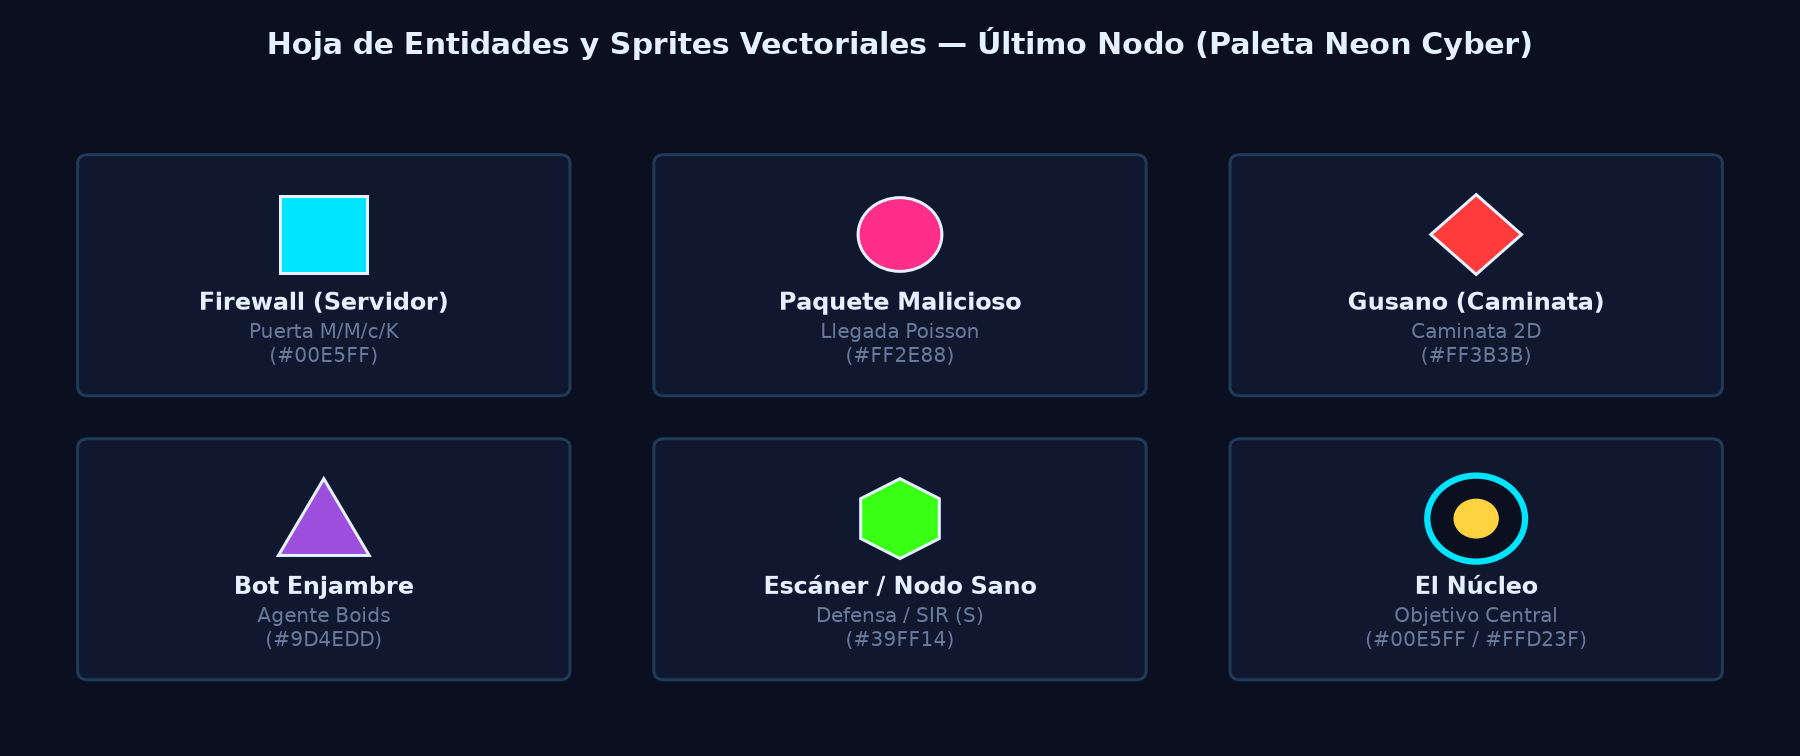 Hoja de Entidades y Sprites Vectoriales — Último Nodo (Paleta Neon Cyber)
Firewall (Servidor)
Puerta M/M/c/K
(#00E5FF)
Paquete Malicioso
Llegada Poisson
(#FF2E88)
Gusano (Caminata)
Caminata 2D
(#FF3B3B)
Bot Enjambre
Agente Boids
(#9D4EDD)
Escáner / Nodo Sano
Defensa / SIR (S)
(#39FF14)
El Núcleo
Objetivo Central
(#00E5FF / #FFD23F)